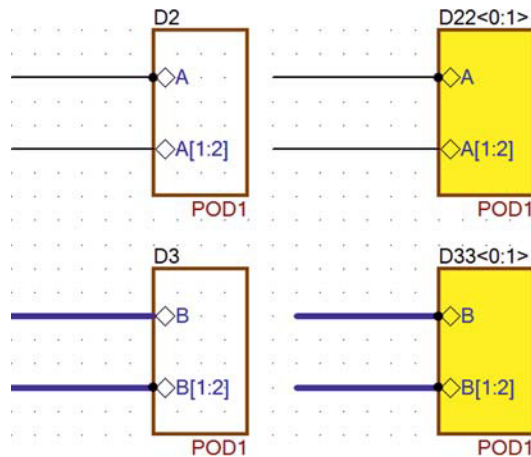 D2
D22<0:1>
A
A
A[1:2]
A[1:2]
POD1
POD1
D3
D33<0:1>
B
B
B[1:2]
B[1:2]
POD1
POD1